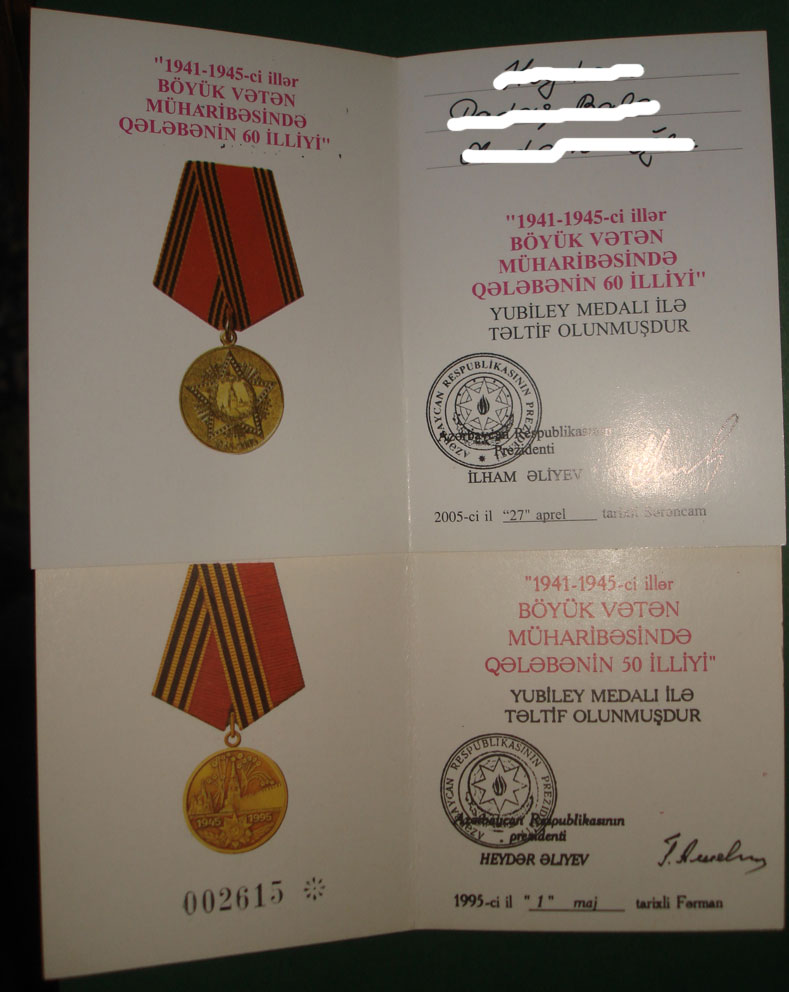 "1941-1945-ci illər
BÖYÜK VƏTƏN
MÜHARİBƏSİNDƏ
QƏLƏBƏNİN 60 İLLİYİ"
"1941-1945-ci illər
BÖYÜK VƏTƏN
MÜHARİBƏSİNDƏ
QƏLƏBƏNİN 60 İLLİYİ"
YUBİLEY MEDALI İLƏ
TƏLTİF OLUNMUŞDUR
AZƏRBAYCAN RESPUBLİKASININ PREZİDENTİ
Azərbaycan Respublikasının
Prezidenti
İLHAM ƏLİYEV
2005-ci il "27" aprel tarixli Sərəncam
1945 1995
002615
"1941-1945-ci illər
BÖYÜK VƏTƏN
MÜHARİBƏSİNDƏ
QƏLƏBƏNİN 50 İLLİYİ"
YUBİLEY MEDALI İLƏ
TƏLTİF OLUNMUŞDUR
AZƏRBAYCAN RESPUBLİKASININ PREZİDENTİ
Azərbaycan Respublikasının
prezidenti
HEYDƏR ƏLIYEV
1995-ci il "1" maj tarixli Fərman